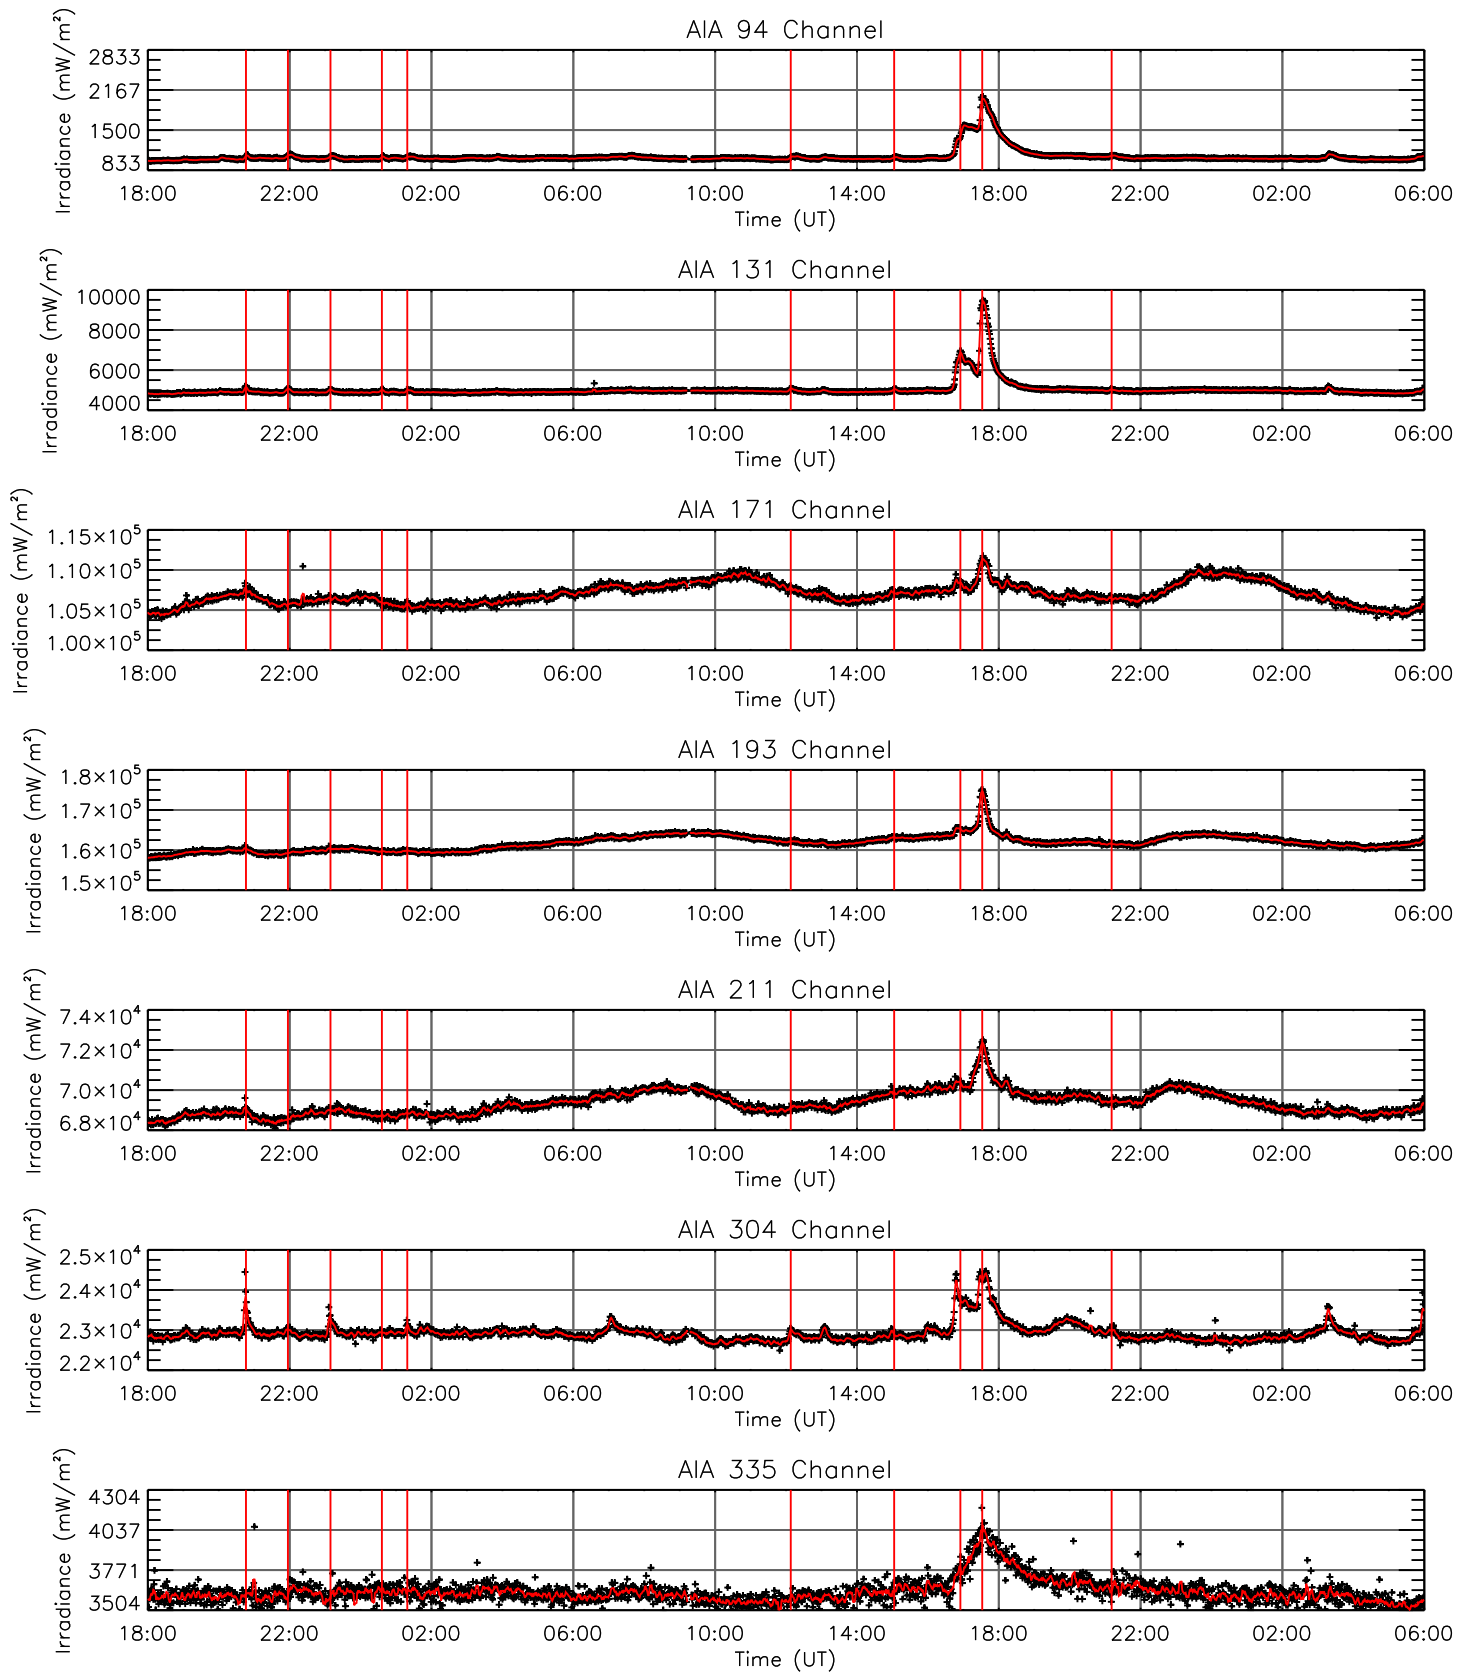 AIA 94 Channel
Irradiance (mW/m²)
2833
2167
1500
833
18:00 22:00 02:00 06:00 10:00 14:00 18:00 22:00 02:00 06:00
Time (UT)
AIA 131 Channel
Irradiance (mW/m²)
10000
8000
6000
4000
18:00 22:00 02:00 06:00 10:00 14:00 18:00 22:00 02:00 06:00
Time (UT)
AIA 171 Channel
Irradiance (mW/m²)
1.15×10⁵
1.10×10⁵
1.05×10⁵
1.00×10⁵
18:00 22:00 02:00 06:00 10:00 14:00 18:00 22:00 02:00 06:00
Time (UT)
AIA 193 Channel
Irradiance (mW/m²)
1.8×10⁵
1.7×10⁵
1.6×10⁵
1.5×10⁵
18:00 22:00 02:00 06:00 10:00 14:00 18:00 22:00 02:00 06:00
Time (UT)
AIA 211 Channel
Irradiance (mW/m²)
7.4×10⁴
7.2×10⁴
7.0×10⁴
6.8×10⁴
18:00 22:00 02:00 06:00 10:00 14:00 18:00 22:00 02:00 06:00
Time (UT)
AIA 304 Channel
Irradiance (mW/m²)
2.5×10⁴
2.4×10⁴
2.3×10⁴
2.2×10⁴
18:00 22:00 02:00 06:00 10:00 14:00 18:00 22:00 02:00 06:00
Time (UT)
AIA 335 Channel
Irradiance (mW/m²)
4304
4037
3771
3504
18:00 22:00 02:00 06:00 10:00 14:00 18:00 22:00 02:00 06:00
Time (UT)